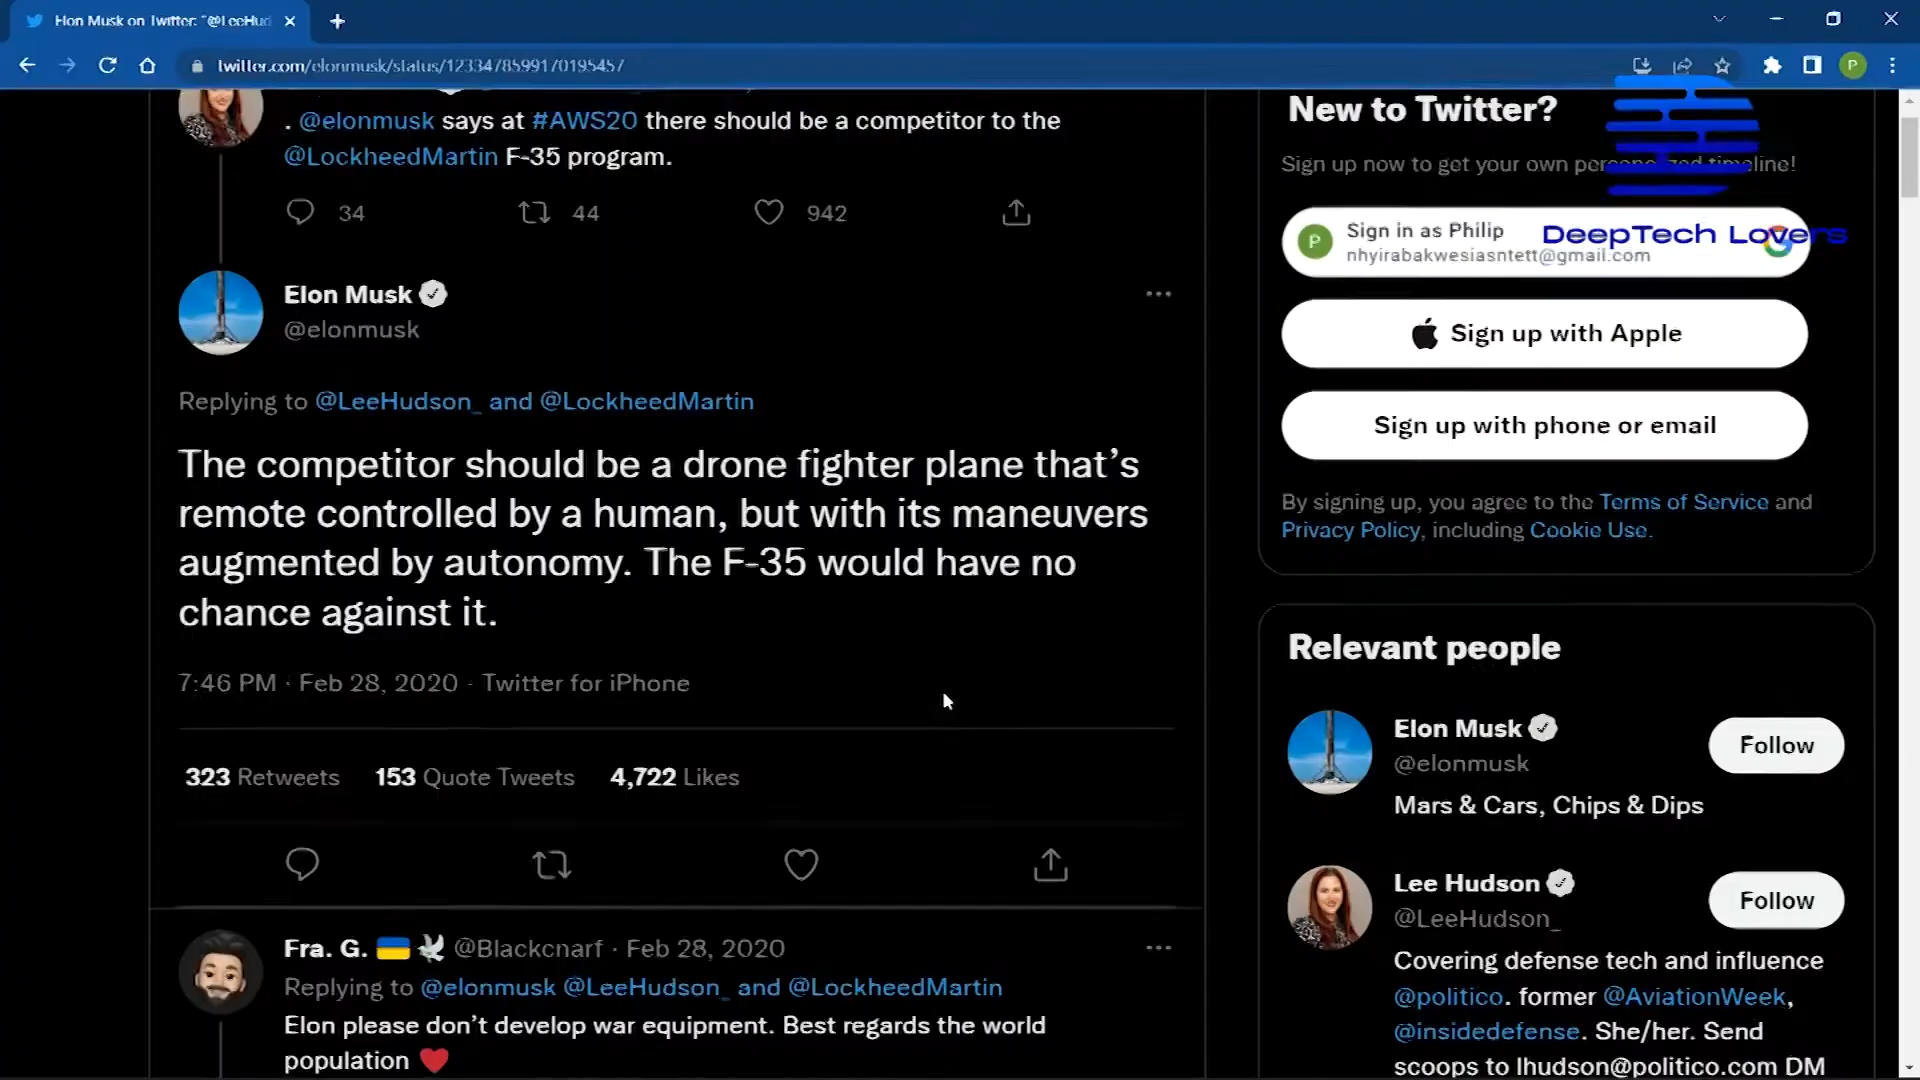 Elon Musk on Twitter: "@LeeHud
twitter.com/elonmusk/status/1233478599170195457
P
. @elonmusk says at #AWS20 there should be a competitor to the
@LockheedMartin F-35 program.
34 44 942
Elon Musk
@elonmusk
Replying to @LeeHudson_ and @LockheedMartin
The competitor should be a drone fighter plane that's
remote controlled by a human, but with its maneuvers
augmented by autonomy. The F-35 would have no
chance against it.
7:46 PM · Feb 28, 2020 · Twitter for iPhone
323 Retweets 153 Quote Tweets 4,722 Likes
Fra. G. @Blackcnarf · Feb 28, 2020
Replying to @elonmusk @LeeHudson_ and @LockheedMartin
Elon please don't develop war equipment. Best regards the world
population
New to Twitter?
Sign up now to get your own personalized timeline!
P
Sign in as Philip
nhyirabakwesiasntett@gmail.com
DeepTech Lovers
Sign up with Apple
Sign up with phone or email
By signing up, you agree to the Terms of Service and
Privacy Policy, including Cookie Use.
Relevant people
Elon Musk
@elonmusk
Follow
Mars & Cars, Chips & Dips
Lee Hudson
@LeeHudson_
Follow
Covering defense tech and influence
@politico. former @AviationWeek,
@insidedefense. She/her. Send
scoops to lhudson@politico.com DM